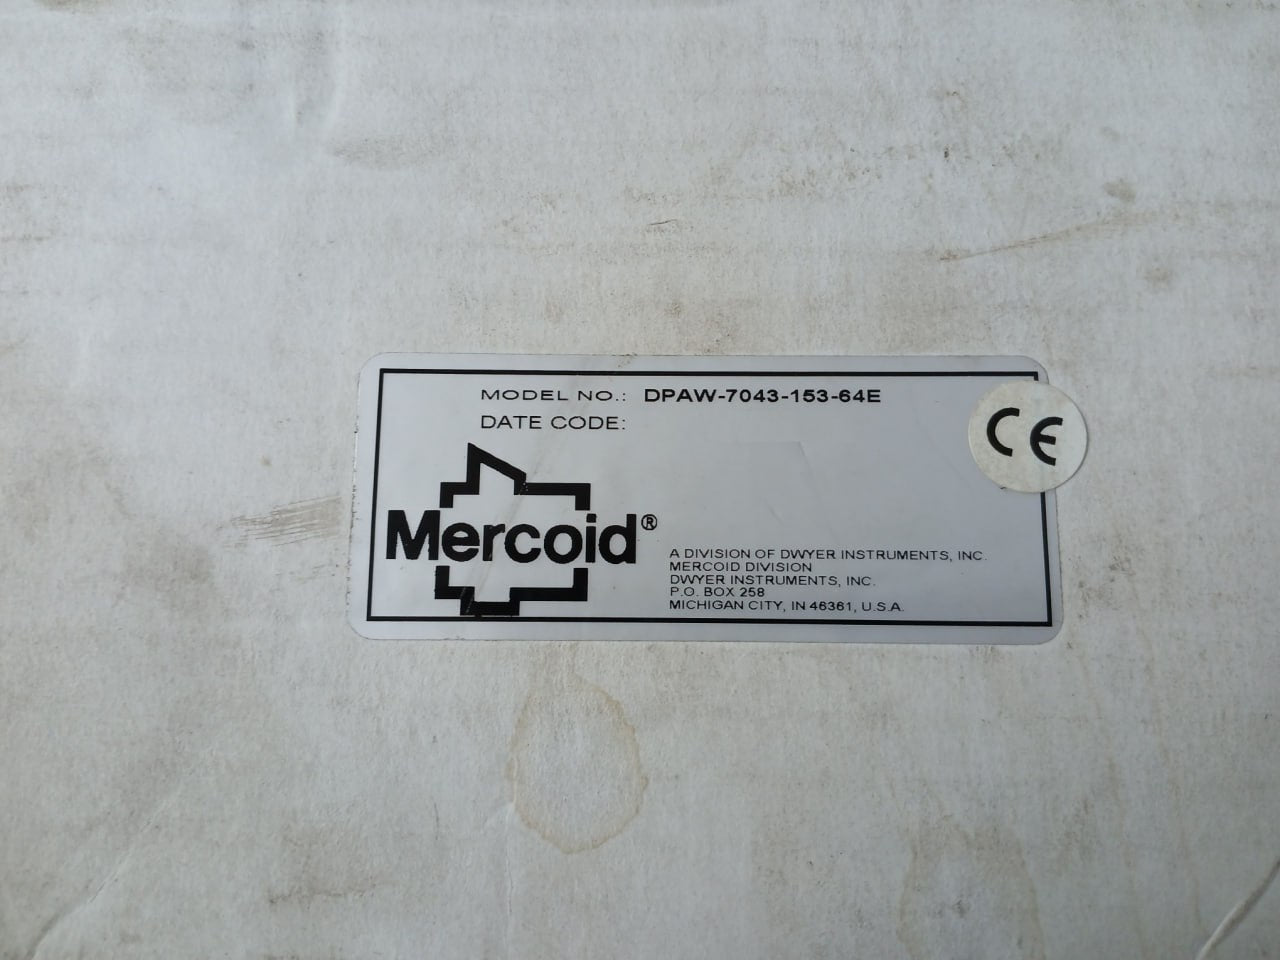 MODEL NO.: DPAW-7043-153-64E
DATE CODE:
CE
Mercoid®
A DIVISION OF DWYER INSTRUMENTS, INC.
MERCOID DIVISION
DWYER INSTRUMENTS, INC.
P.O. BOX 258
MICHIGAN CITY, IN 46361, U.S.A.